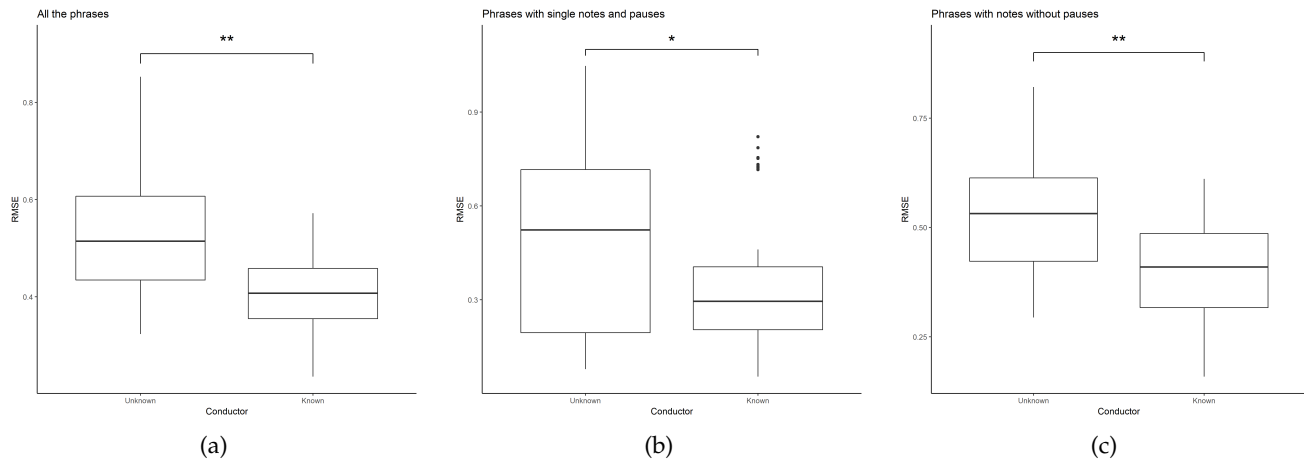 All the phrases
**
0.8
0.6
0.4
RMSE
Unknown
Known
Conductor
(a)
Phrases with single notes and pauses
*
0.9
0.6
0.3
RMSE
Unknown
Known
Conductor
(b)
Phrases with notes without pauses
**
0.75
0.50
0.25
RMSE
Unknown
Known
Conductor
(c)